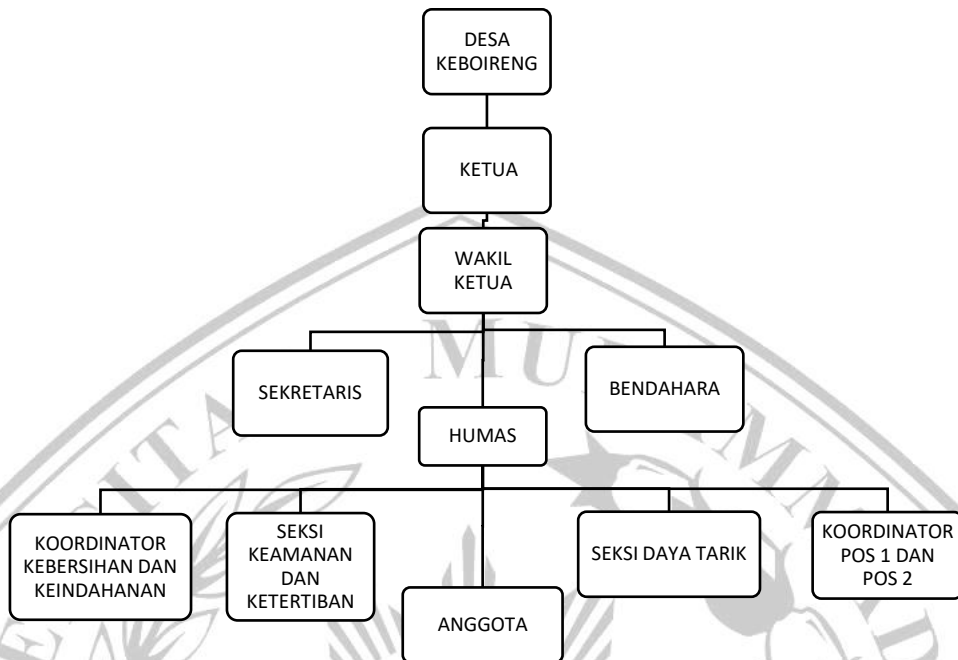 DESA
KEBOIRENG
KETUA
WAKIL
KETUA
SEKRETARIS
BENDAHARA
HUMAS
KOORDINATOR
KEBERSIHAN DAN
KEINDAHANAN
SEKSI
KEAMANAN
DAN
KETERTIBAN
SEKSI DAYA TARIK
KOORDINATOR
POS 1 DAN
POS 2
ANGGOTA